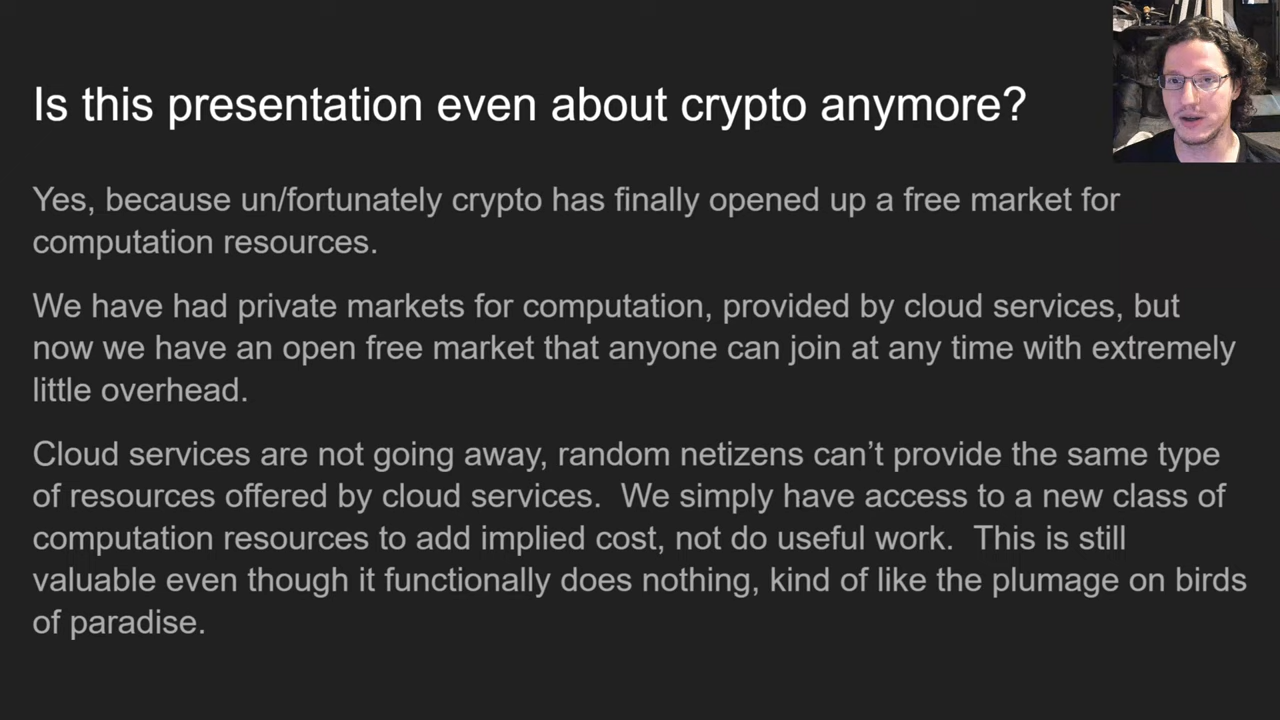 Is this presentation even about crypto anymore?
Yes, because un/fortunately crypto has finally opened up a free market for
computation resources.
We have had private markets for computation, provided by cloud services, but
now we have an open free market that anyone can join at any time with extremely
little overhead.
Cloud services are not going away, random netizens can’t provide the same type
of resources offered by cloud services.  We simply have access to a new class of
computation resources to add implied cost, not do useful work.  This is still
valuable even though it functionally does nothing, kind of like the plumage on birds
of paradise.